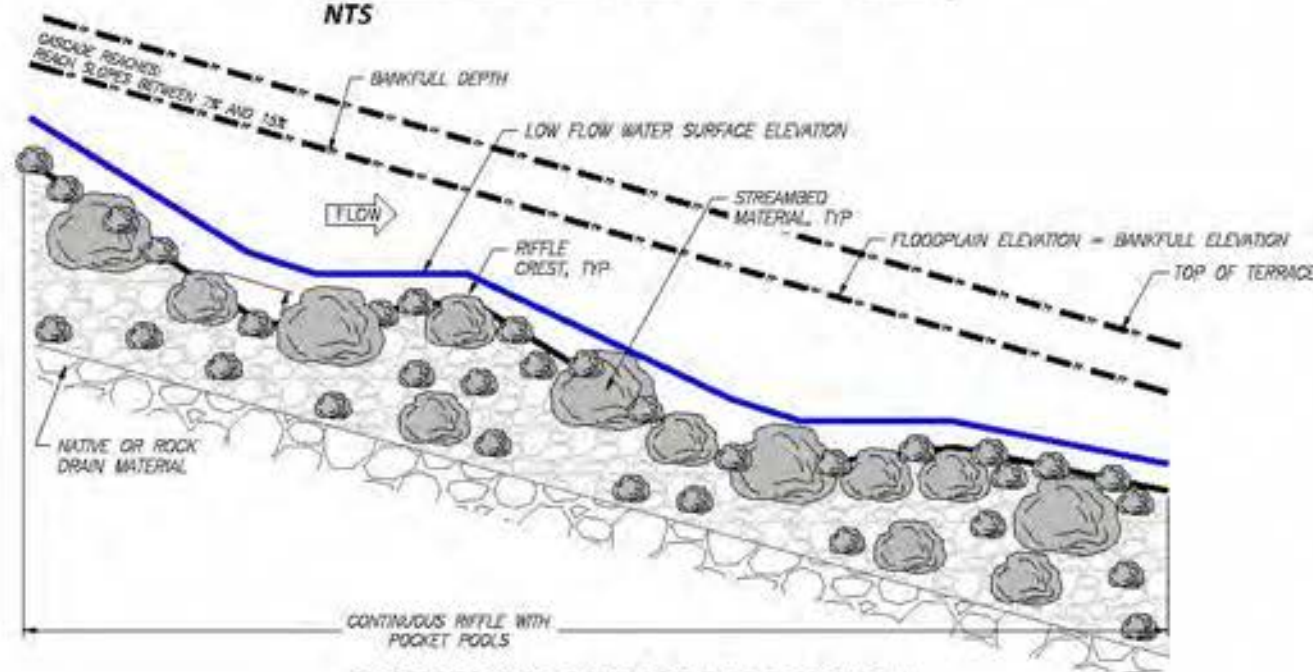 NTS
CASCADE REACHES:
REACH SLOPES BETWEEN 7% AND 15%
BANKFULL DEPTH
LOW FLOW WATER SURFACE ELEVATION
STREAMBED
MATERIAL, TYP
FLOW
RIFFLE
CREST, TYP
FLOODPLAIN ELEVATION = BANKFULL ELEVATION
TOP OF TERRACE
NATIVE OR ROCK
DRAIN MATERIAL
CONTINUOUS RIFFLE WITH
POCKET POOLS